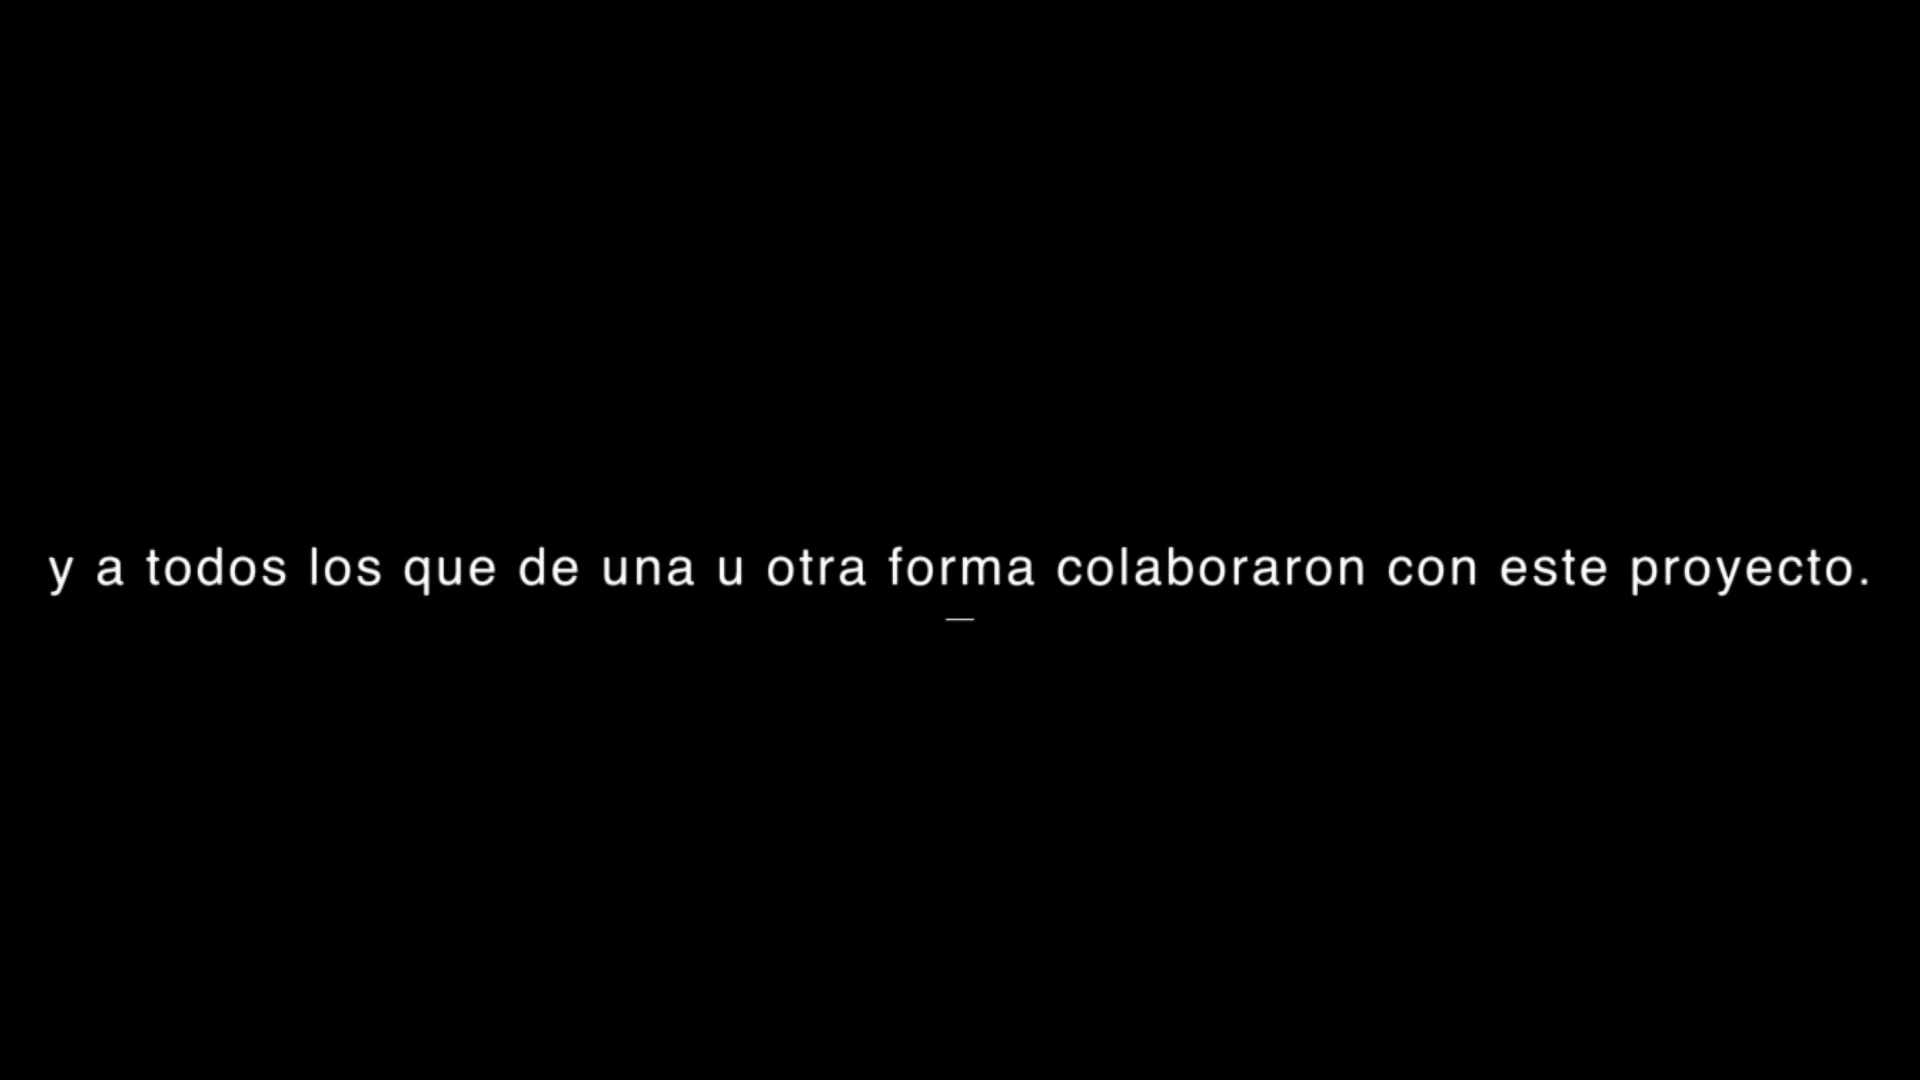 y a todos los que de una u otra forma colaboraron con este proyecto.
—